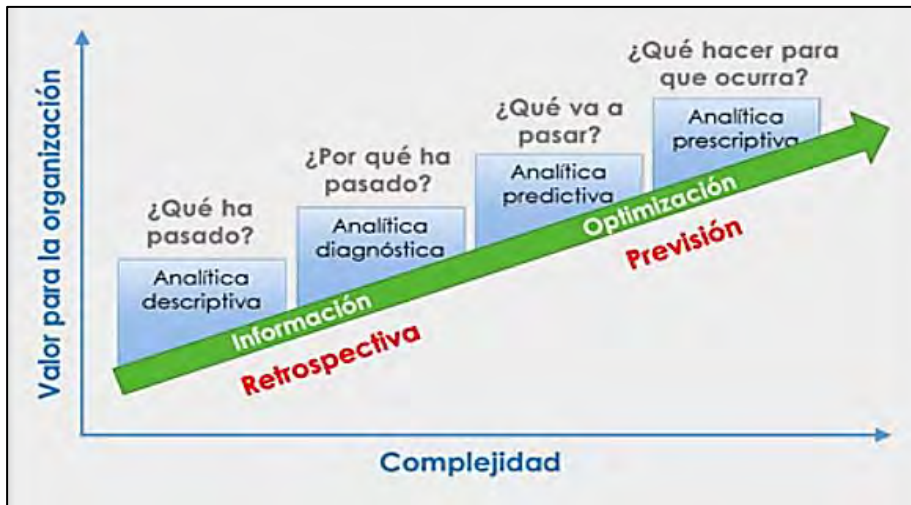 Valor para la organización
¿Qué ha
pasado?
Analítica
descriptiva
¿Por qué ha
pasado?
Analítica
diagnóstica
¿Qué va a
pasar?
Analítica
predictiva
¿Qué hacer para
que ocurra?
Analítica
prescriptiva
Información
Optimización
Retrospectiva
Previsión
Complejidad